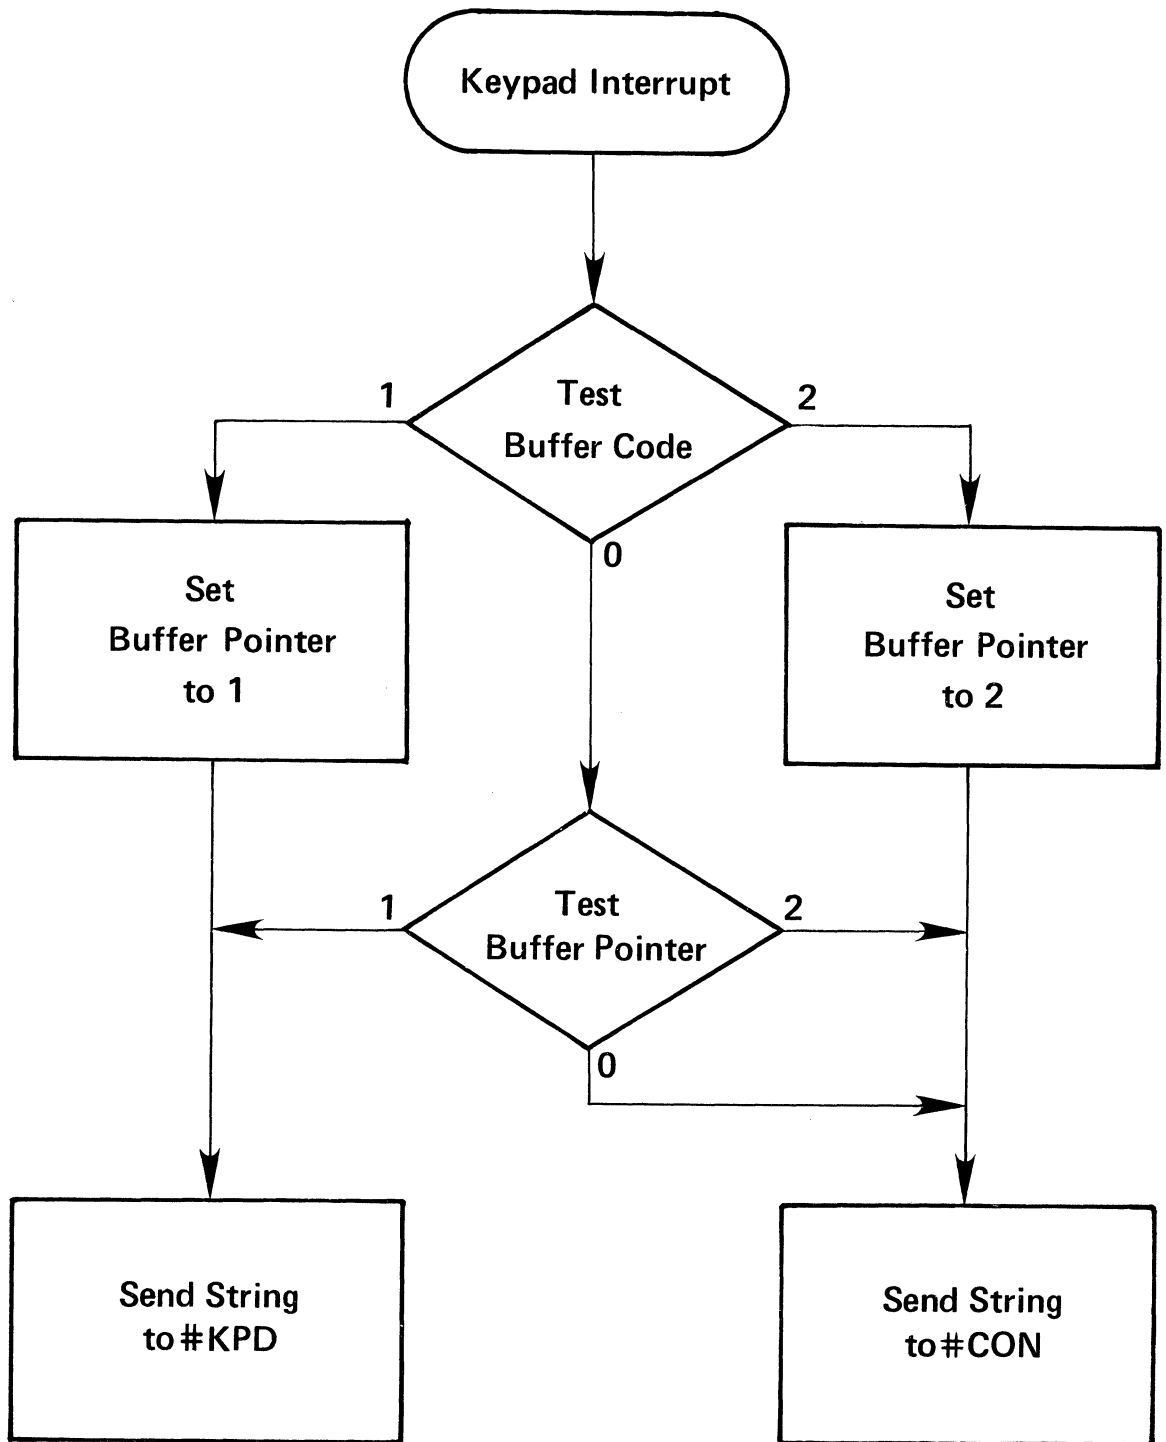 Keypad Interrupt
1
Test
2
Buffer Code
0
Set
Buffer Pointer
to 1
Set
Buffer Pointer
to 2
1
Test
2
Buffer Pointer
0
Send String
to #KPD
Send String
to #CON